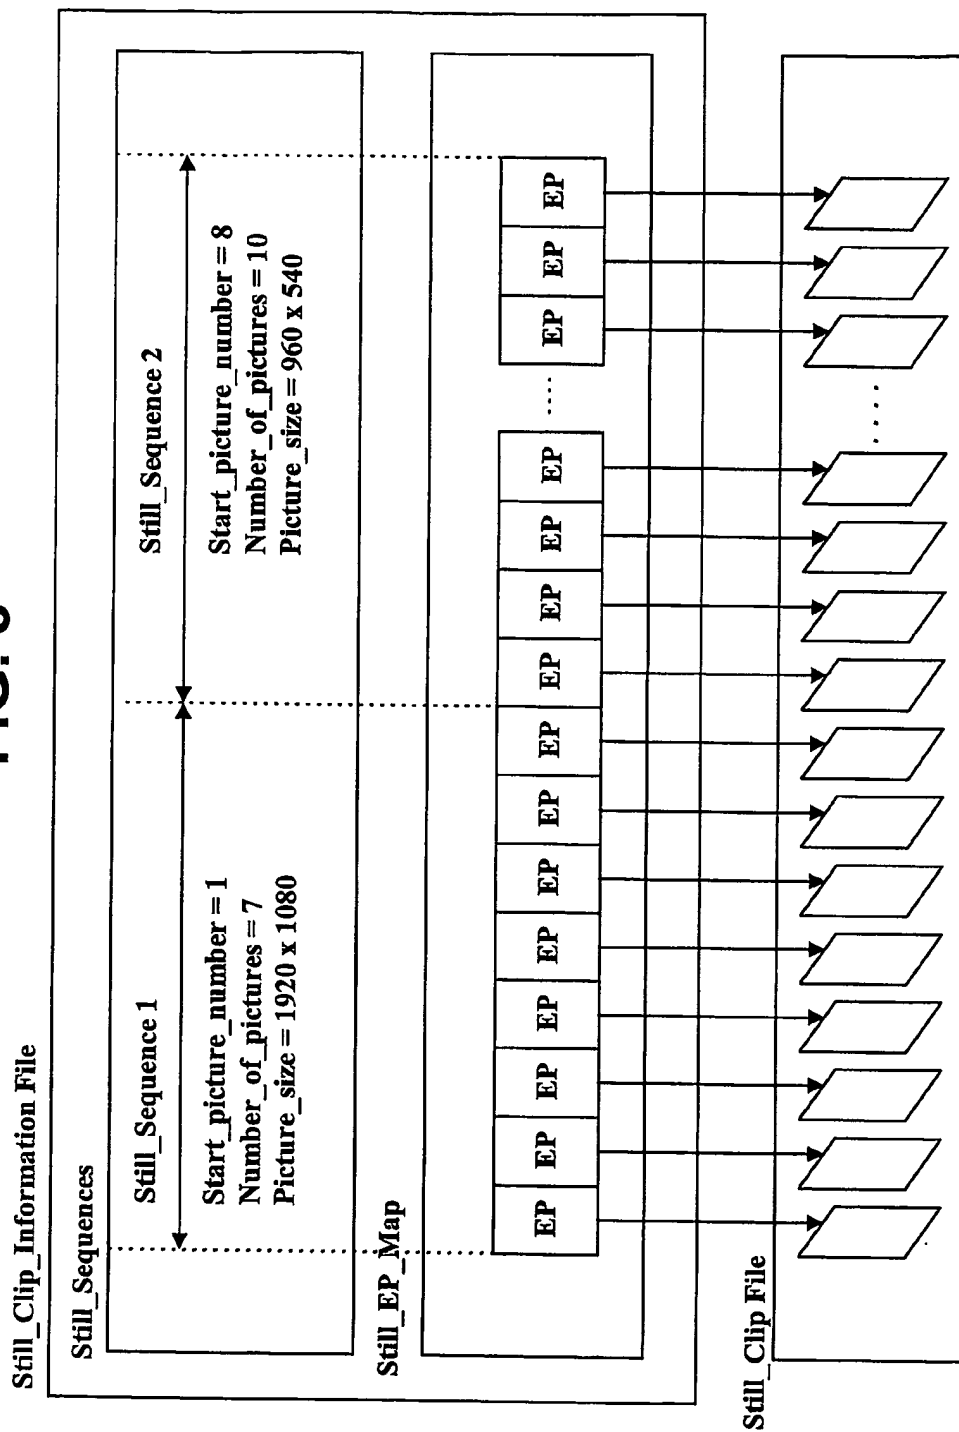 FIG.
Still_Clip_Information File
Still_Sequences
Still_Sequence 1
Start_picture_number = 1
Number_of_pictures = 7
Picture_size = 1920 x 1080
Still_Sequence 2
Start_picture_number = 8
Number_of_pictures = 10
Picture_size = 960 x 540
Still_EP_Map
EP EP EP EP EP EP EP EP EP EP EP EP ..... EP EP EP
Still_Clip File
.....